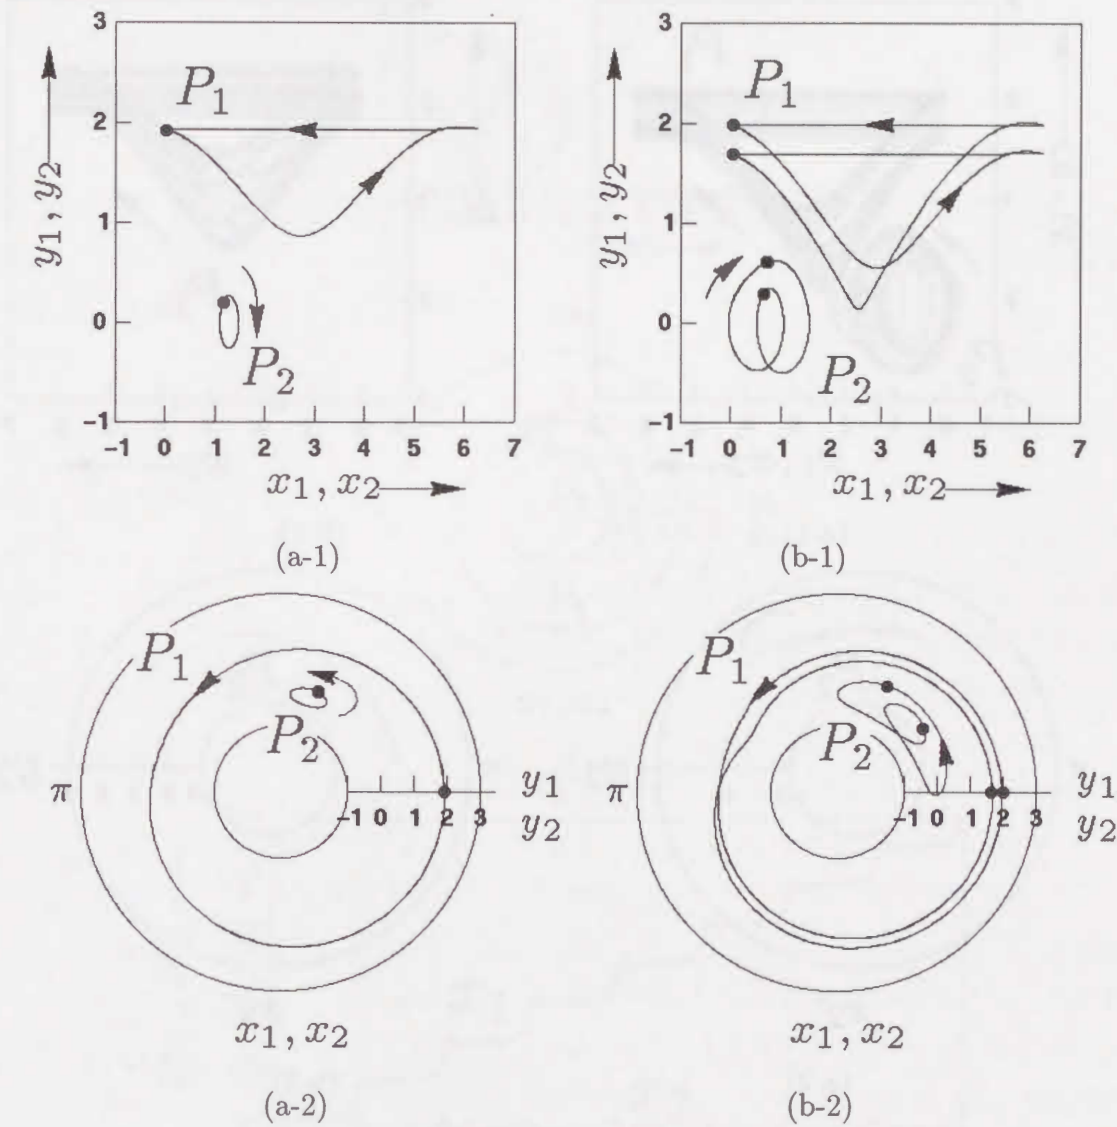 3
2
1
0
−1
y1, y2
P1
P2
−1 0 1 2 3 4 5 6 7
x1, x2
(a-1)
3
2
1
0
−1
y1, y2
P1
P2
−1 0 1 2 3 4 5 6 7
x1, x2
(b-1)
P1
P2
π
−1 0 1 2 3
y1
y2
x1, x2
(a-2)
P1
P2
π
−1 0 1 2 3
y1
y2
x1, x2
(b-2)